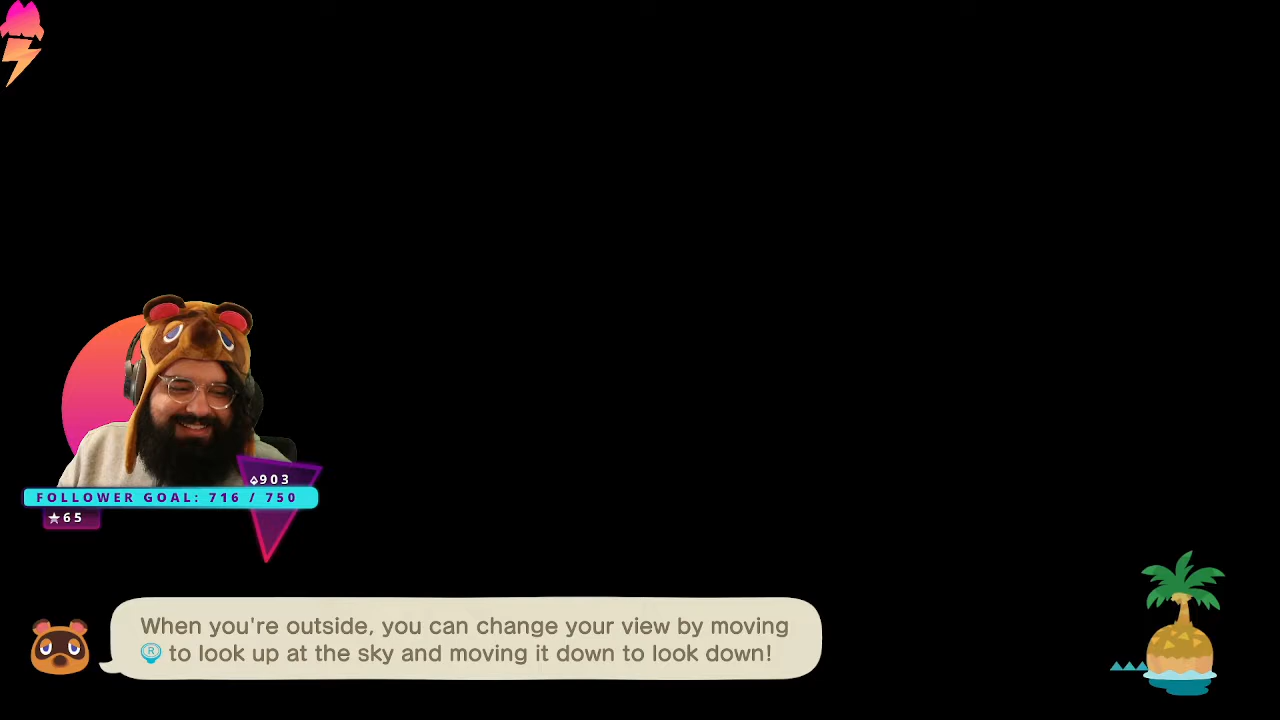 903
FOLLOWER GOAL: 716 / 750
65
When you're outside, you can change your view by moving
R to look up at the sky and moving it down to look down!